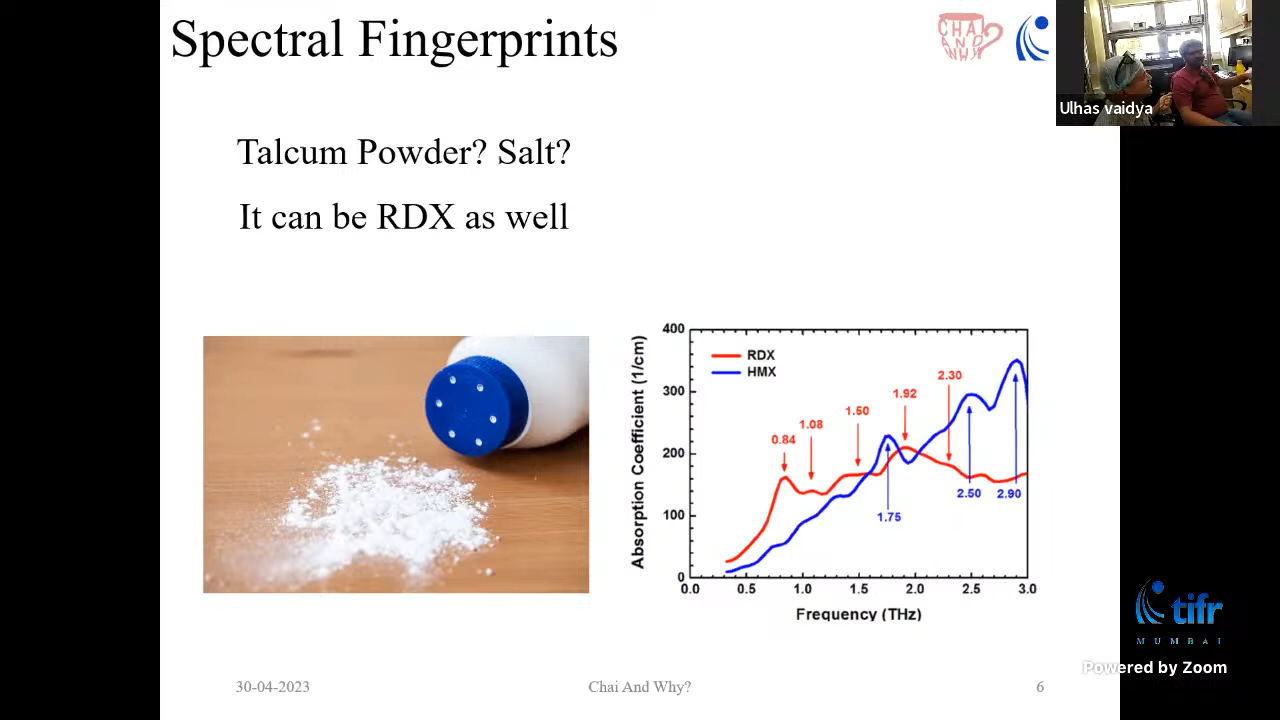 Spectral Fingerprints
CHAI
AND
WHY
Ulhas vaidya
Talcum Powder? Salt?
It can be RDX as well
RDX
HMX
0.84
1.08
1.50
1.92
2.30
1.75
2.50
2.90
400
300
200
100
0
0.0 0.5 1.0 1.5 2.0 2.5 3.0
Absorption Coefficient (1/cm)
Frequency (THz)
tifr
MUMBAI
Powered by Zoom
30-04-2023
Chai And Why?
6